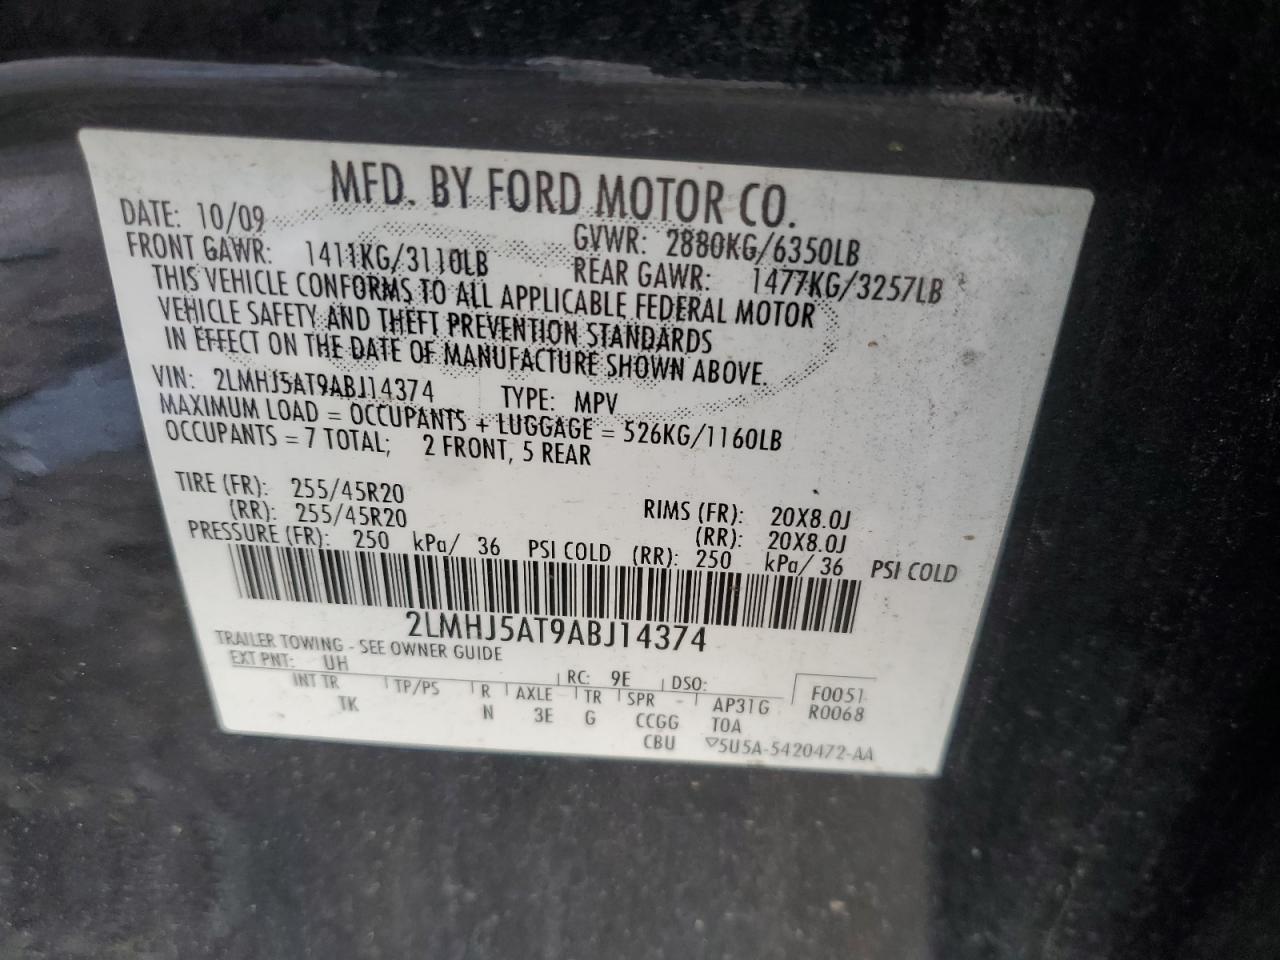 MFD. BY FORD MOTOR CO.
DATE: 10/09 GVWR: 2880KG/6350LB
FRONT GAWR: 1411KG/3110LB REAR GAWR: 1477KG/3257LB
THIS VEHICLE CONFORMS TO ALL APPLICABLE FEDERAL MOTOR
VEHICLE SAFETY AND THEFT PREVENTION STANDARDS
IN EFFECT ON THE DATE OF MANUFACTURE SHOWN ABOVE.
VIN: 2LMHJ5AT9ABJ14374 TYPE: MPV
MAXIMUM LOAD = OCCUPANTS + LUGGAGE = 526KG/1160LB
OCCUPANTS = 7 TOTAL; 2 FRONT, 5 REAR
TIRE (FR): 255/45R20 RIMS (FR): 20X8.0J
(RR): 255/45R20 (RR): 20X8.0J
PRESSURE (FR): 250 kPa/ 36 PSI COLD (RR): 250 kPa/ 36 PSI COLD
2LMHJ5AT9ABJ14374
TRAILER TOWING - SEE OWNER GUIDE
EXT PNT: UH RC: 9E DSO: F0051
INT TR TP/PS R AXLE TR SPR - AP31G R0068
TK N 3E G CCGG T0A
CBU ▽5U5A-5420472-AA